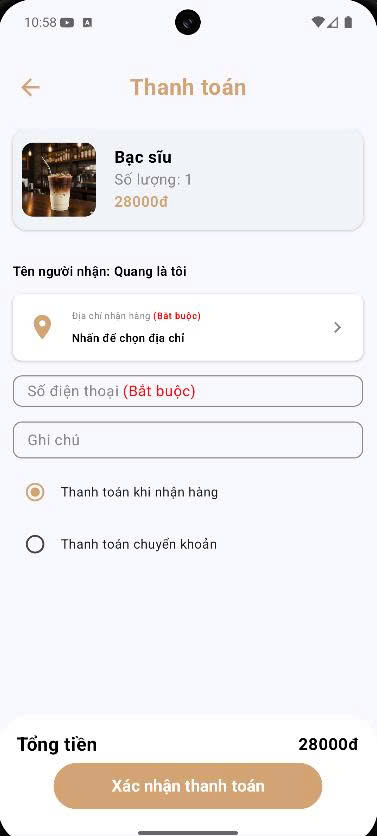 10:58
Thanh toán
Bạc sĩu
Số lượng: 1
28000đ
Tên người nhận: Quang là tôi
Địa chỉ nhận hàng (Bắt buộc)
Nhấn để chọn địa chỉ
Số điện thoại (Bắt buộc)
Ghi chú
Thanh toán khi nhận hàng
Thanh toán chuyển khoản
Tổng tiền 28000đ
Xác nhận thanh toán